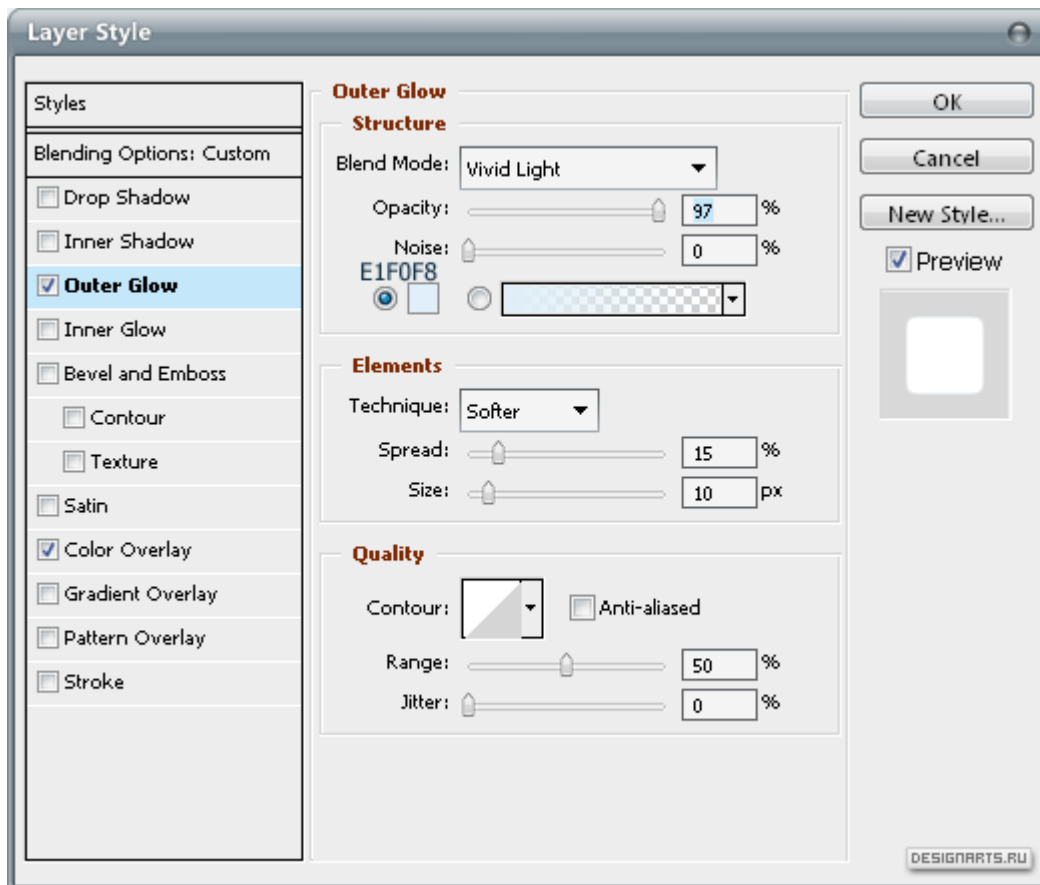 Layer Style
Styles
Blending Options: Custom
Drop Shadow
Inner Shadow
Outer Glow
Inner Glow
Bevel and Emboss
Contour
Texture
Satin
Color Overlay
Gradient Overlay
Pattern Overlay
Stroke
Outer Glow
Structure
Blend Mode: Vivid Light
Opacity: 97 %
Noise: 0 %
E1F0F8
Elements
Technique: Softer
Spread: 15 %
Size: 10 px
Quality
Contour: Anti-aliased
Range: 50 %
Jitter: 0 %
OK
Cancel
New Style...
Preview
DESIGNARTS.RU